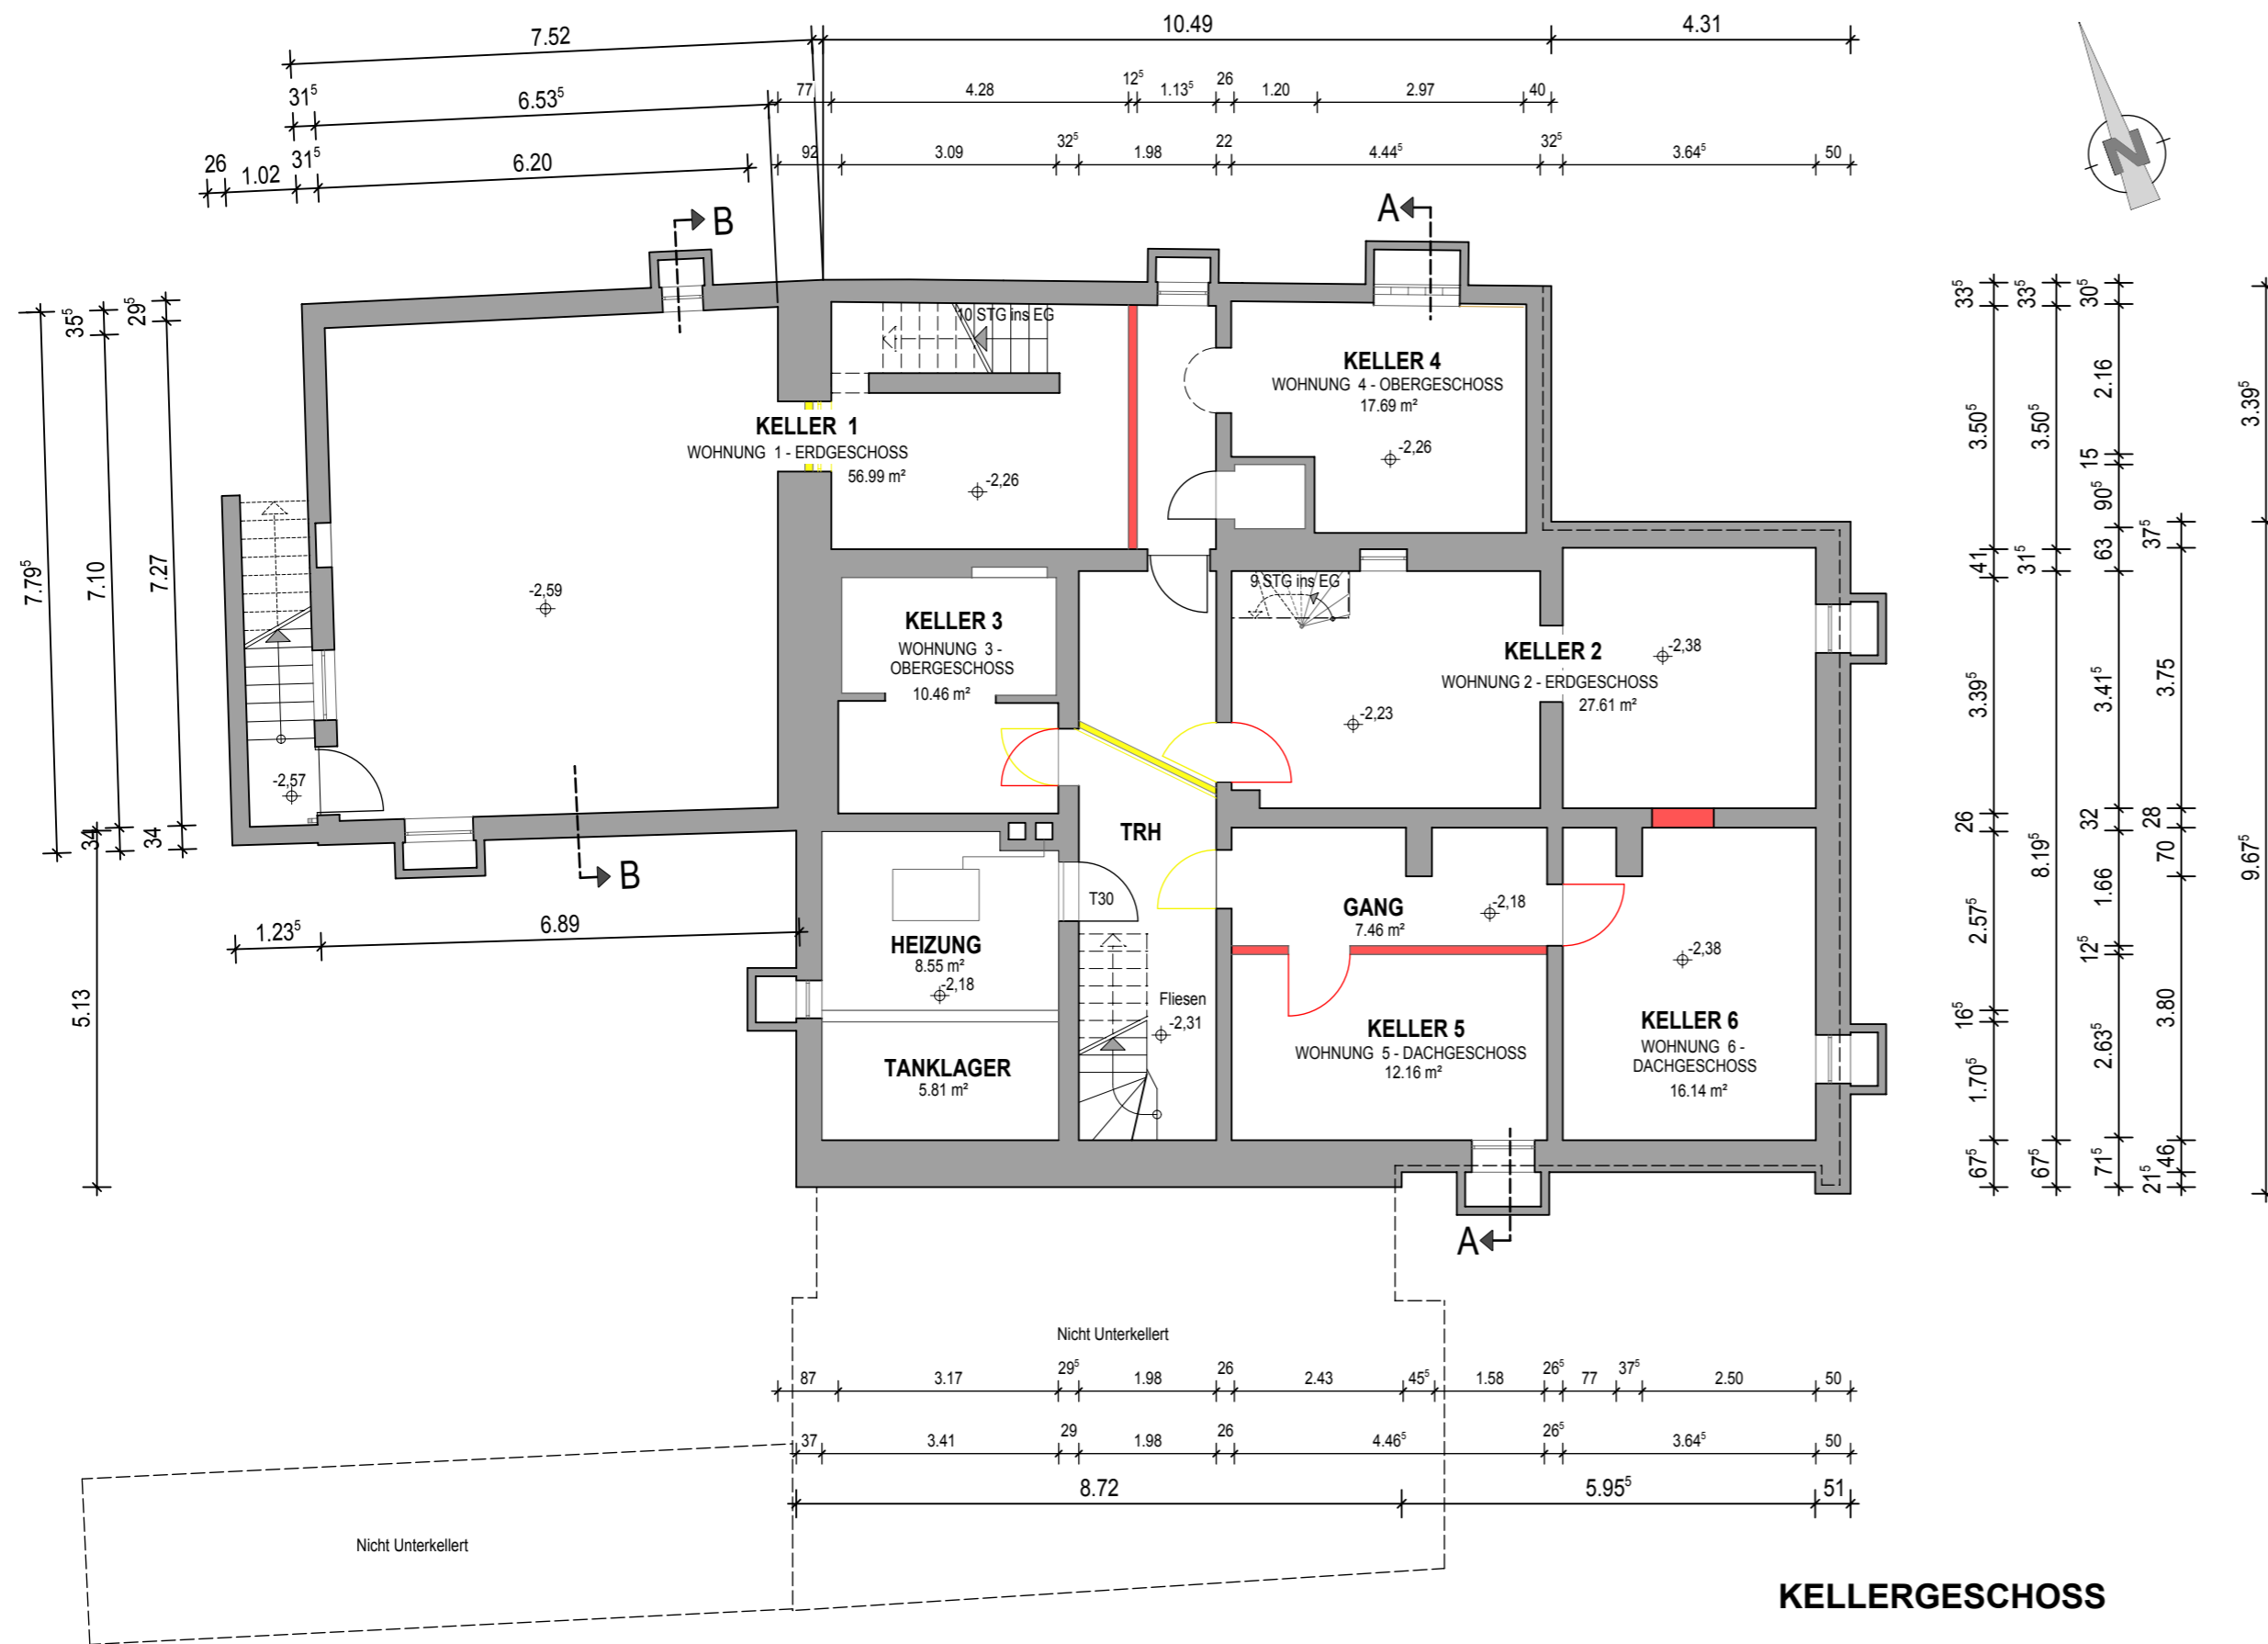 7.52
10.49
4.31
31⁵
6.53⁵
77
4.28
12⁵
1.13⁵
26
1.20
2.97
40
26
1.02
31⁵
6.20
92
3.09
32⁵
1.98
22
4.44⁵
32⁵
3.64⁵
50
N
B
A
10 STG ins EG
KELLER 4
WOHNUNG 4 - OBERGESCHOSS
17.69 m²
-2,26
KELLER 1
WOHNUNG 1 - ERDGESCHOSS
56.99 m²
-2,26
-2,59
9 STG ins EG
KELLER 3
WOHNUNG 3 -
OBERGESCHOSS
10.46 m²
KELLER 2
WOHNUNG 2 - ERDGESCHOSS
27.61 m²
-2,38
-2,23
-2,57
TRH
B
T30
GANG
7.46 m²
-2,18
HEIZUNG
8.55 m²
-2,18
-2,38
Fliesen
-2,31
KELLER 5
WOHNUNG 5 - DACHGESCHOSS
12.16 m²
KELLER 6
WOHNUNG 6 -
DACHGESCHOSS
16.14 m²
TANKLAGER
5.81 m²
A
7.79⁵
35⁵
7.10
34
29⁵
7.27
34
1.23⁵
6.89
5.13
33⁵
3.50⁵
41
3.39⁵
26
2.57⁵
16⁵
1.70⁵
67⁵
33⁵
3.50⁵
31⁵
8.19⁵
67⁵
30⁵
2.16
15
90⁵
63
3.41⁵
32
1.66
12⁵
2.63⁵
71⁵
37⁵
3.75
28
70
3.80
46
21⁵
3.39⁵
9.67⁵
Nicht Unterkellert
87
3.17
29⁵
1.98
26
2.43
45⁵
1.58
26⁵
77
37⁵
2.50
50
37
3.41
29
1.98
26
4.46⁵
26⁵
3.64⁵
50
8.72
5.95⁵
51
Nicht Unterkellert
KELLERGESCHOSS